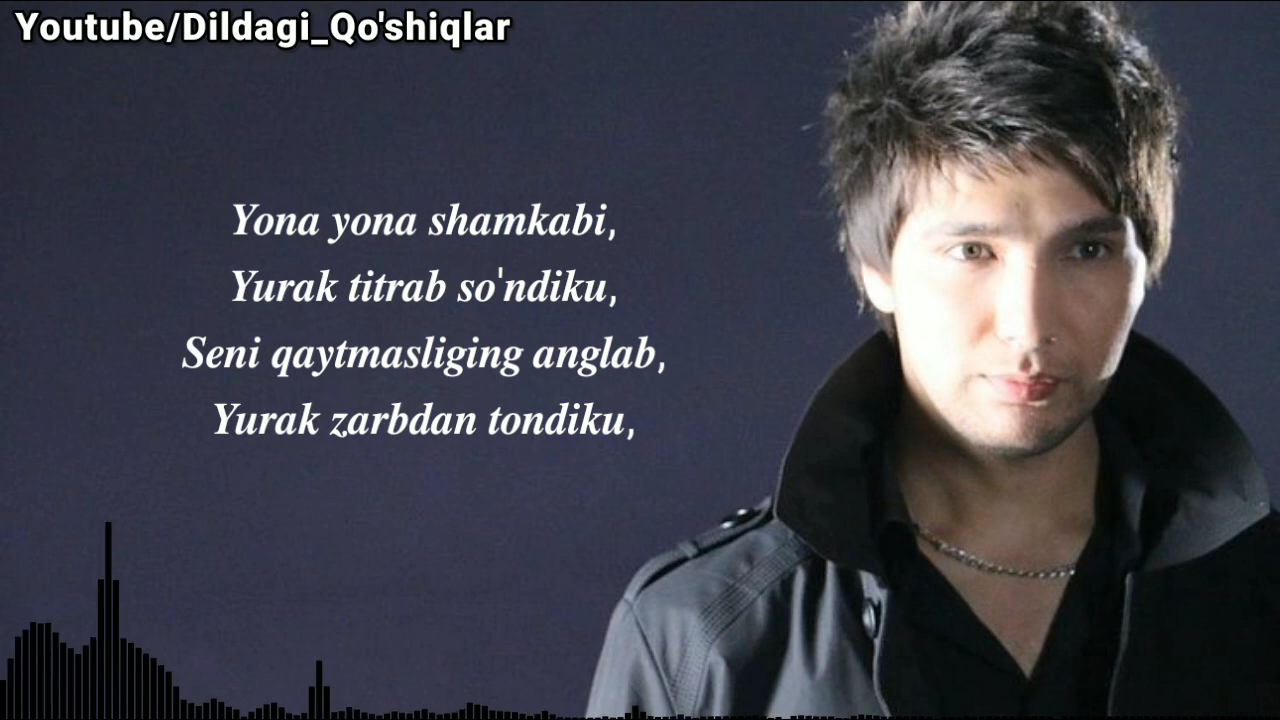 Youtube/Dildagi_Qo'shiqlar
Yona yona shamkabi,
Yurak titrab so'ndiku,
Seni qaytmasliging anglab,
Yurak zarbdan tondiku,